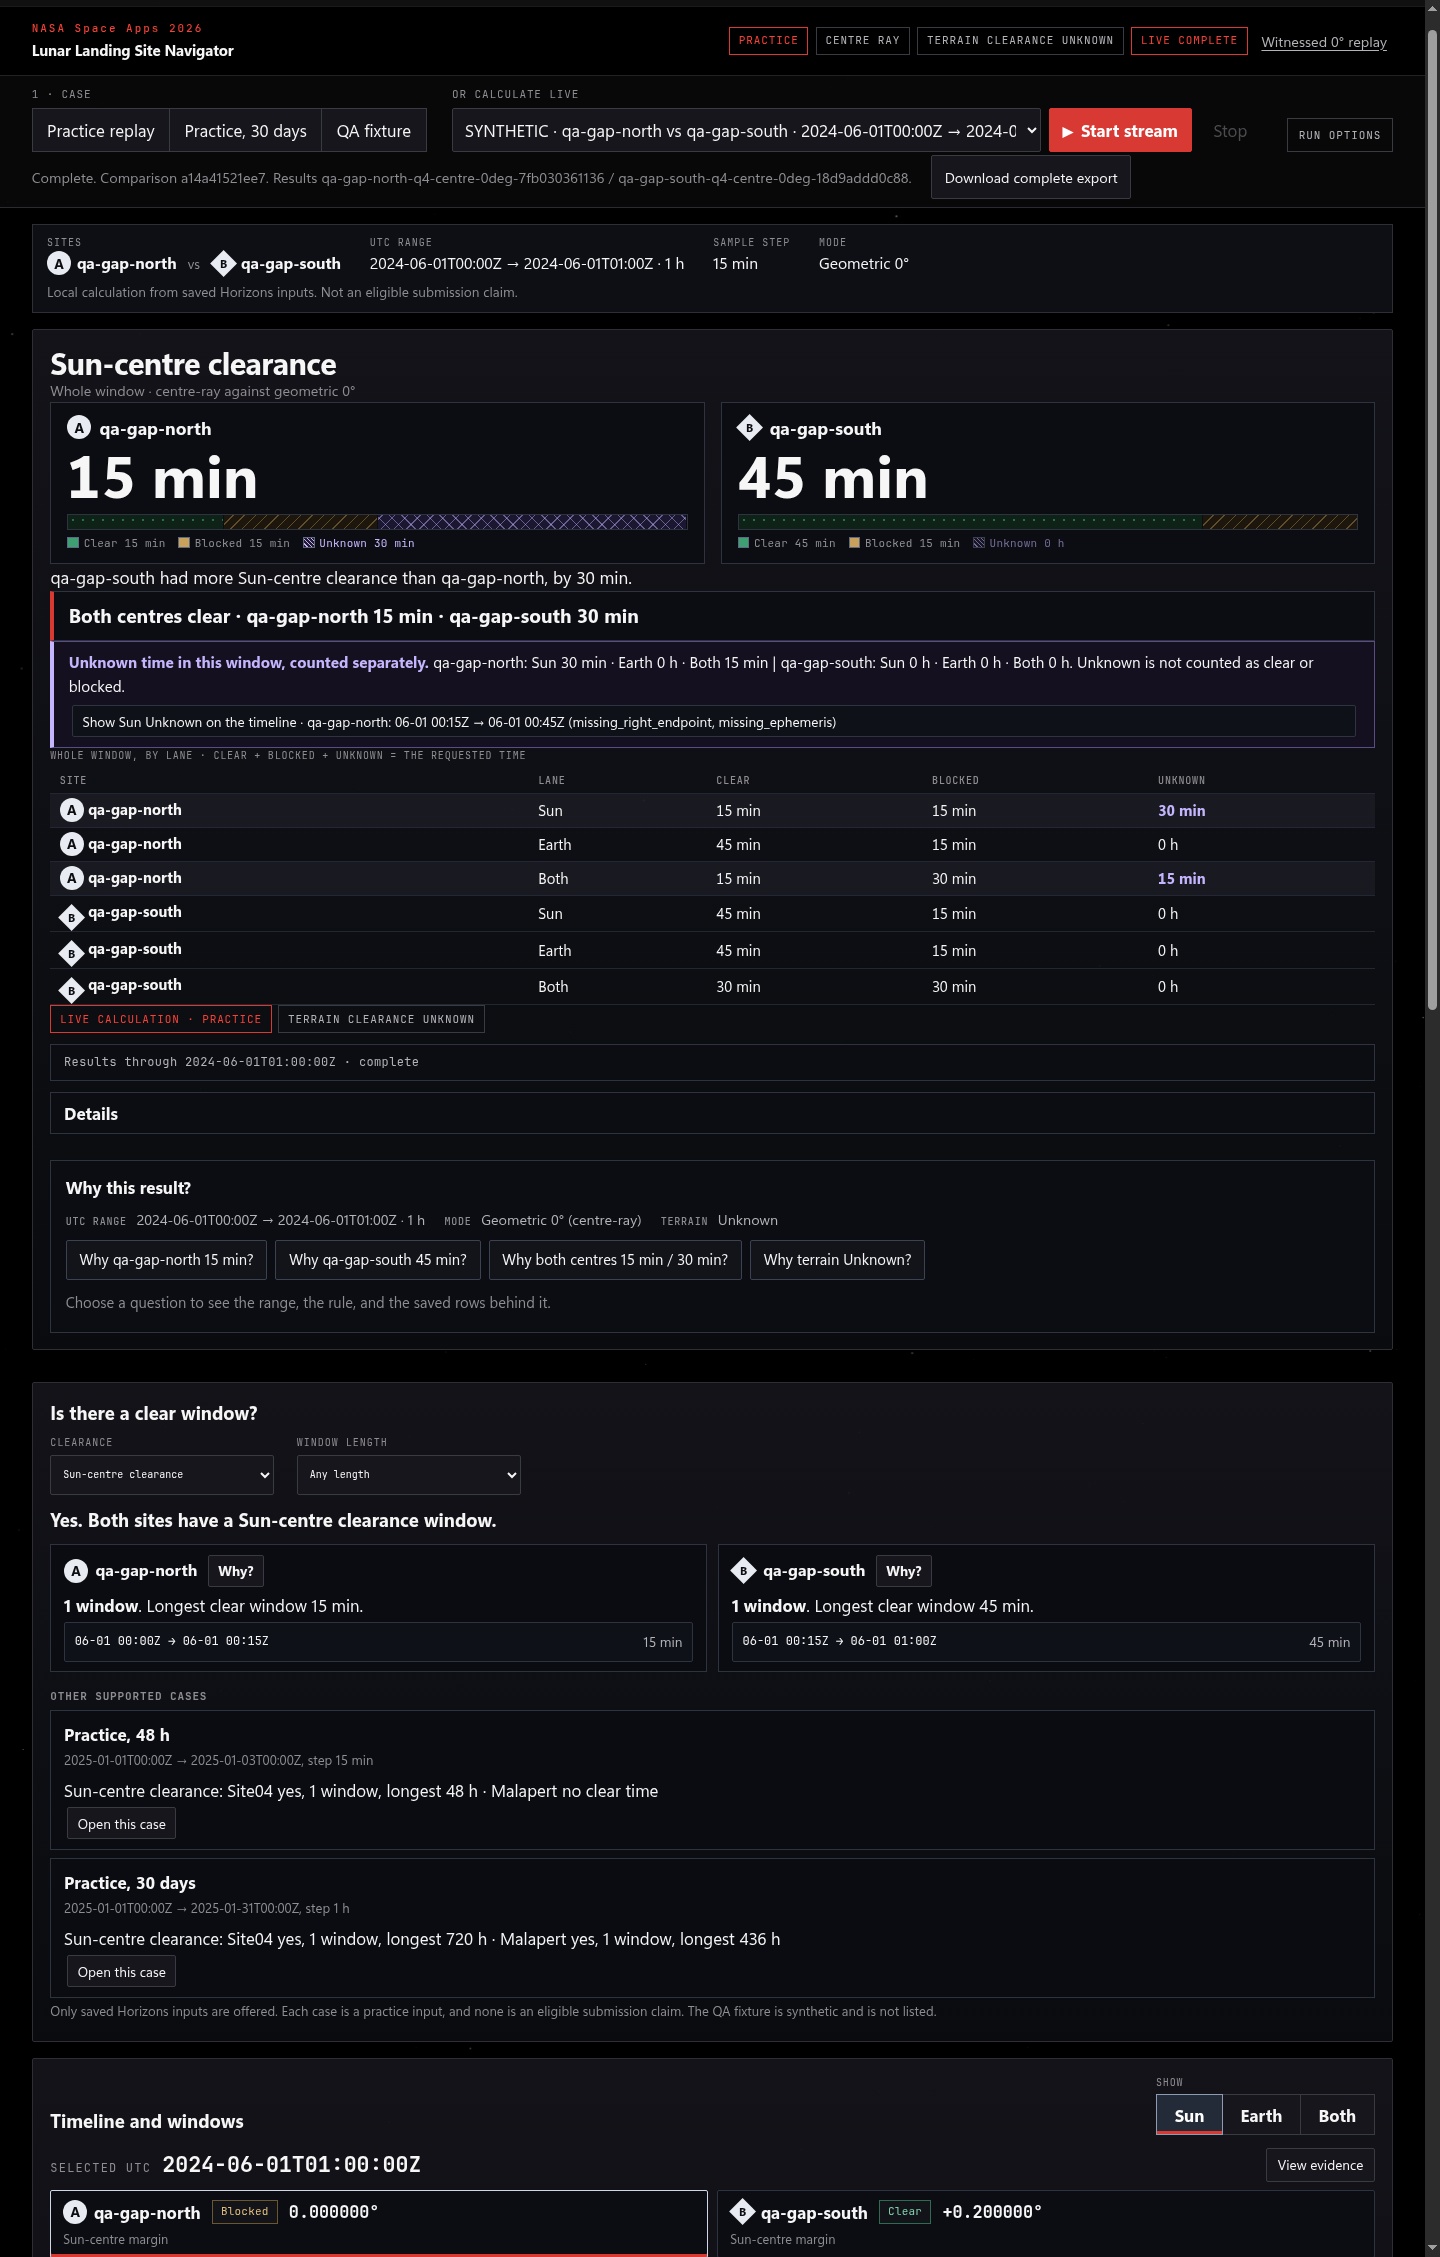 NASA Space Apps 2026
Lunar Landing Site Navigator
PRACTICE
CENTRE RAY
TERRAIN CLEARANCE UNKNOWN
LIVE COMPLETE
Witnessed 0° replay
1 · CASE
Practice replay
Practice, 30 days
QA fixture
OR CALCULATE LIVE
SYNTHETIC · qa-gap-north vs qa-gap-south · 2024-06-01T00:00Z → 2024-0
▶ Start stream
Stop
RUN OPTIONS
Complete. Comparison a14a41521ee7. Results qa-gap-north-q4-centre-0deg-7fb030361136 / qa-gap-south-q4-centre-0deg-18d9addd0c88.
Download complete export
SITES
A qa-gap-north vs B qa-gap-south
UTC RANGE
2024-06-01T00:00Z → 2024-06-01T01:00Z · 1 h
SAMPLE STEP
15 min
MODE
Geometric 0°
Local calculation from saved Horizons inputs. Not an eligible submission claim.
Sun-centre clearance
Whole window · centre-ray against geometric 0°
A qa-gap-north
15 min
Clear 15 min Blocked 15 min Unknown 30 min
B qa-gap-south
45 min
Clear 45 min Blocked 15 min Unknown 0 h
qa-gap-south had more Sun-centre clearance than qa-gap-north, by 30 min.
Both centres clear · qa-gap-north 15 min · qa-gap-south 30 min
Unknown time in this window, counted separately. qa-gap-north: Sun 30 min · Earth 0 h · Both 15 min | qa-gap-south: Sun 0 h · Earth 0 h · Both 0 h. Unknown is not counted as clear or
blocked.
Show Sun Unknown on the timeline · qa-gap-north: 06-01 00:15Z → 06-01 00:45Z (missing_right_endpoint, missing_ephemeris)
WHOLE WINDOW, BY LANE · CLEAR + BLOCKED + UNKNOWN = THE REQUESTED TIME
SITE LANE CLEAR BLOCKED UNKNOWN
A qa-gap-north Sun 15 min 15 min 30 min
A qa-gap-north Earth 45 min 15 min 0 h
A qa-gap-north Both 15 min 30 min 15 min
B qa-gap-south Sun 45 min 15 min 0 h
B qa-gap-south Earth 45 min 15 min 0 h
B qa-gap-south Both 30 min 30 min 0 h
LIVE CALCULATION · PRACTICE
TERRAIN CLEARANCE UNKNOWN
Results through 2024-06-01T01:00:00Z · complete
Details
Why this result?
UTC RANGE 2024-06-01T00:00Z → 2024-06-01T01:00Z · 1 h MODE Geometric 0° (centre-ray) TERRAIN Unknown
Why qa-gap-north 15 min?
Why qa-gap-south 45 min?
Why both centres 15 min / 30 min?
Why terrain Unknown?
Choose a question to see the range, the rule, and the saved rows behind it.
Is there a clear window?
CLEARANCE
Sun-centre clearance
WINDOW LENGTH
Any length
Yes. Both sites have a Sun-centre clearance window.
A qa-gap-north Why?
1 window. Longest clear window 15 min.
06-01 00:00Z → 06-01 00:15Z 15 min
B qa-gap-south Why?
1 window. Longest clear window 45 min.
06-01 00:15Z → 06-01 01:00Z 45 min
OTHER SUPPORTED CASES
Practice, 48 h
2025-01-01T00:00Z → 2025-01-03T00:00Z, step 15 min
Sun-centre clearance: Site04 yes, 1 window, longest 48 h · Malapert no clear time
Open this case
Practice, 30 days
2025-01-01T00:00Z → 2025-01-31T00:00Z, step 1 h
Sun-centre clearance: Site04 yes, 1 window, longest 720 h · Malapert yes, 1 window, longest 436 h
Open this case
Only saved Horizons inputs are offered. Each case is a practice input, and none is an eligible submission claim. The QA fixture is synthetic and is not listed.
SHOW
Timeline and windows
Sun
Earth
Both
SELECTED UTC 2024-06-01T01:00:00Z
View evidence
A qa-gap-north Blocked 0.000000°
Sun-centre margin
B qa-gap-south Clear +0.200000°
Sun-centre margin